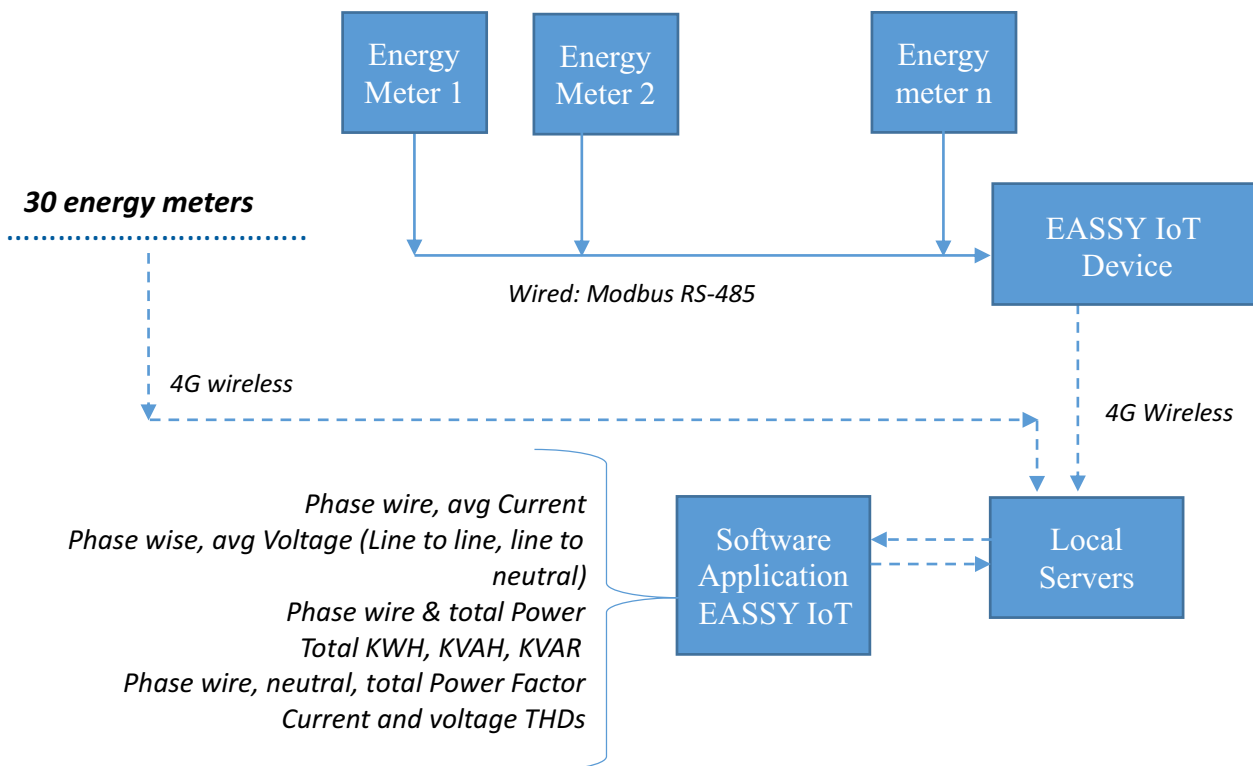 Energy
Meter 1
Energy
Meter 2
Energy
meter n
30 energy meters
EASSY IoT
Device
Wired: Modbus RS-485
4G wireless
4G Wireless
Phase wire, avg Current
Phase wise, avg Voltage (Line to line, line to
neutral)
Phase wire & total Power
Total KWH, KVAH, KVAR
Phase wire, neutral, total Power Factor
Current and voltage THDs
Software
Application
EASSY IoT
Local
Servers